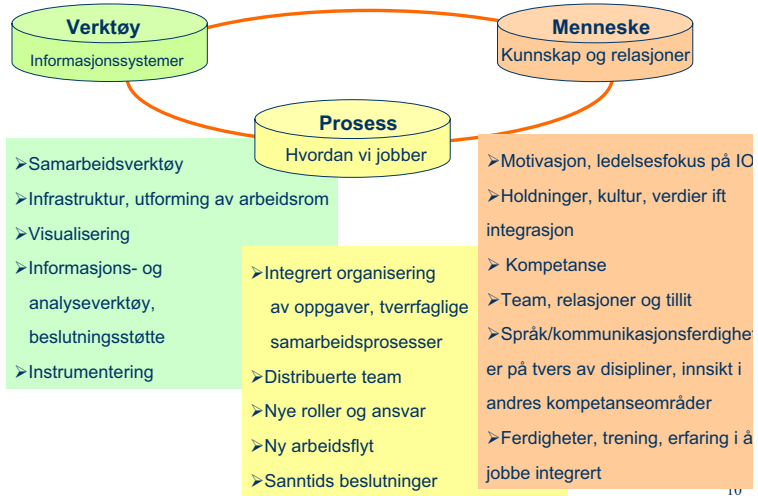 Verktøy
Informasjonssystemer
Menneske
Kunnskap og relasjoner
Prosess
Hvordan vi jobber
➢Samarbeidsverktøy
➢Infrastruktur, utforming av arbeidsrom
➢Visualisering
➢Informasjons- og
analyseverktøy,
beslutningsstøtte
➢Instrumentering
➢Integrert organisering
av oppgaver, tverrfaglige
samarbeidsprosesser
➢Distribuerte team
➢Nye roller og ansvar
➢Ny arbeidsflyt
➢Sanntids beslutninger
➢Motivasjon, ledelsesfokus på IO
➢Holdninger, kultur, verdier ift
integrasjon
➢ Kompetanse
➢Team, relasjoner og tillit
➢Språk/kommunikasjonsferdighet
er på tvers av disipliner, innsikt i
andres kompetanseområder
➢Ferdigheter, trening, erfaring i å
jobbe integrert
10